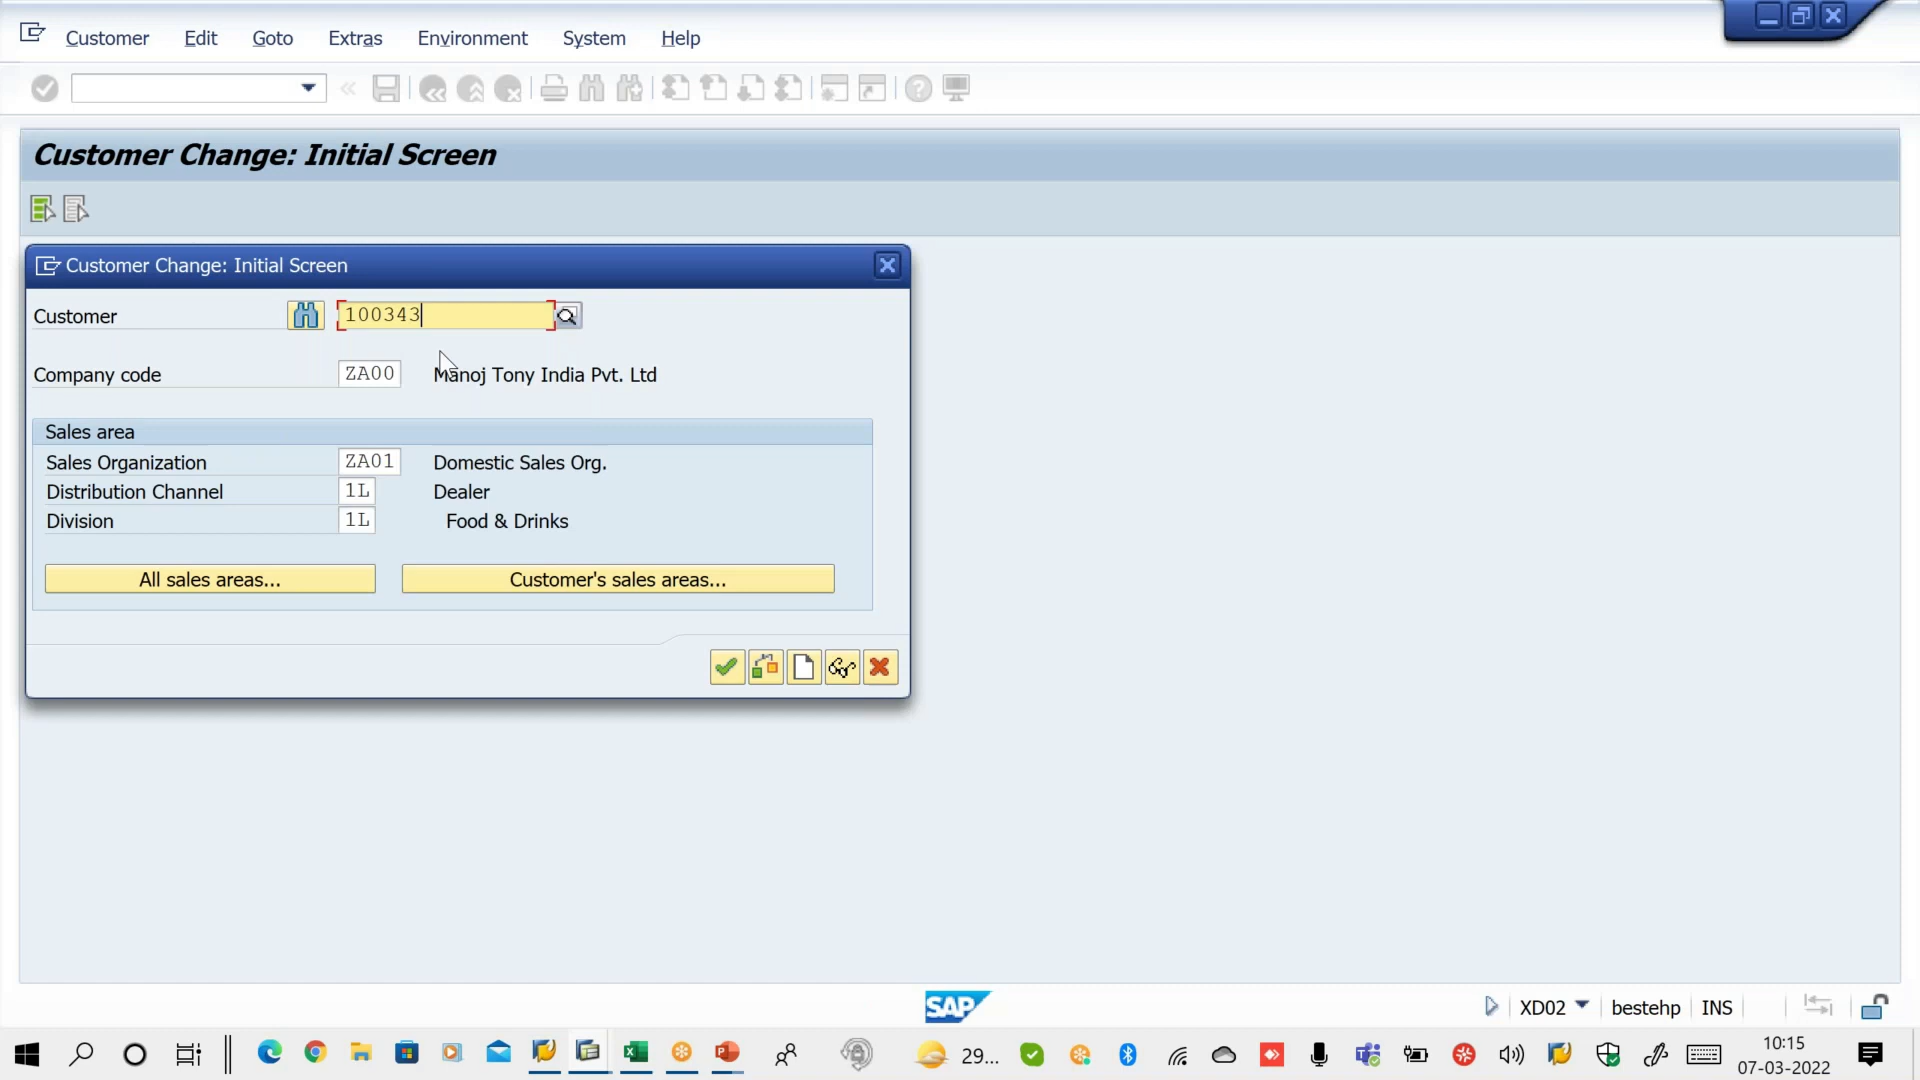 Customer Edit Goto Extras Environment System Help
Customer Change: Initial Screen
Customer Change: Initial Screen
Customer 100343
Company code ZA00 Manoj Tony India Pvt. Ltd
Sales area
Sales Organization ZA01 Domestic Sales Org.
Distribution Channel 1L Dealer
Division 1L Food & Drinks
All sales areas... Customer's sales areas...
SAP XD02 bestehp INS
29... 10:15
07-03-2022